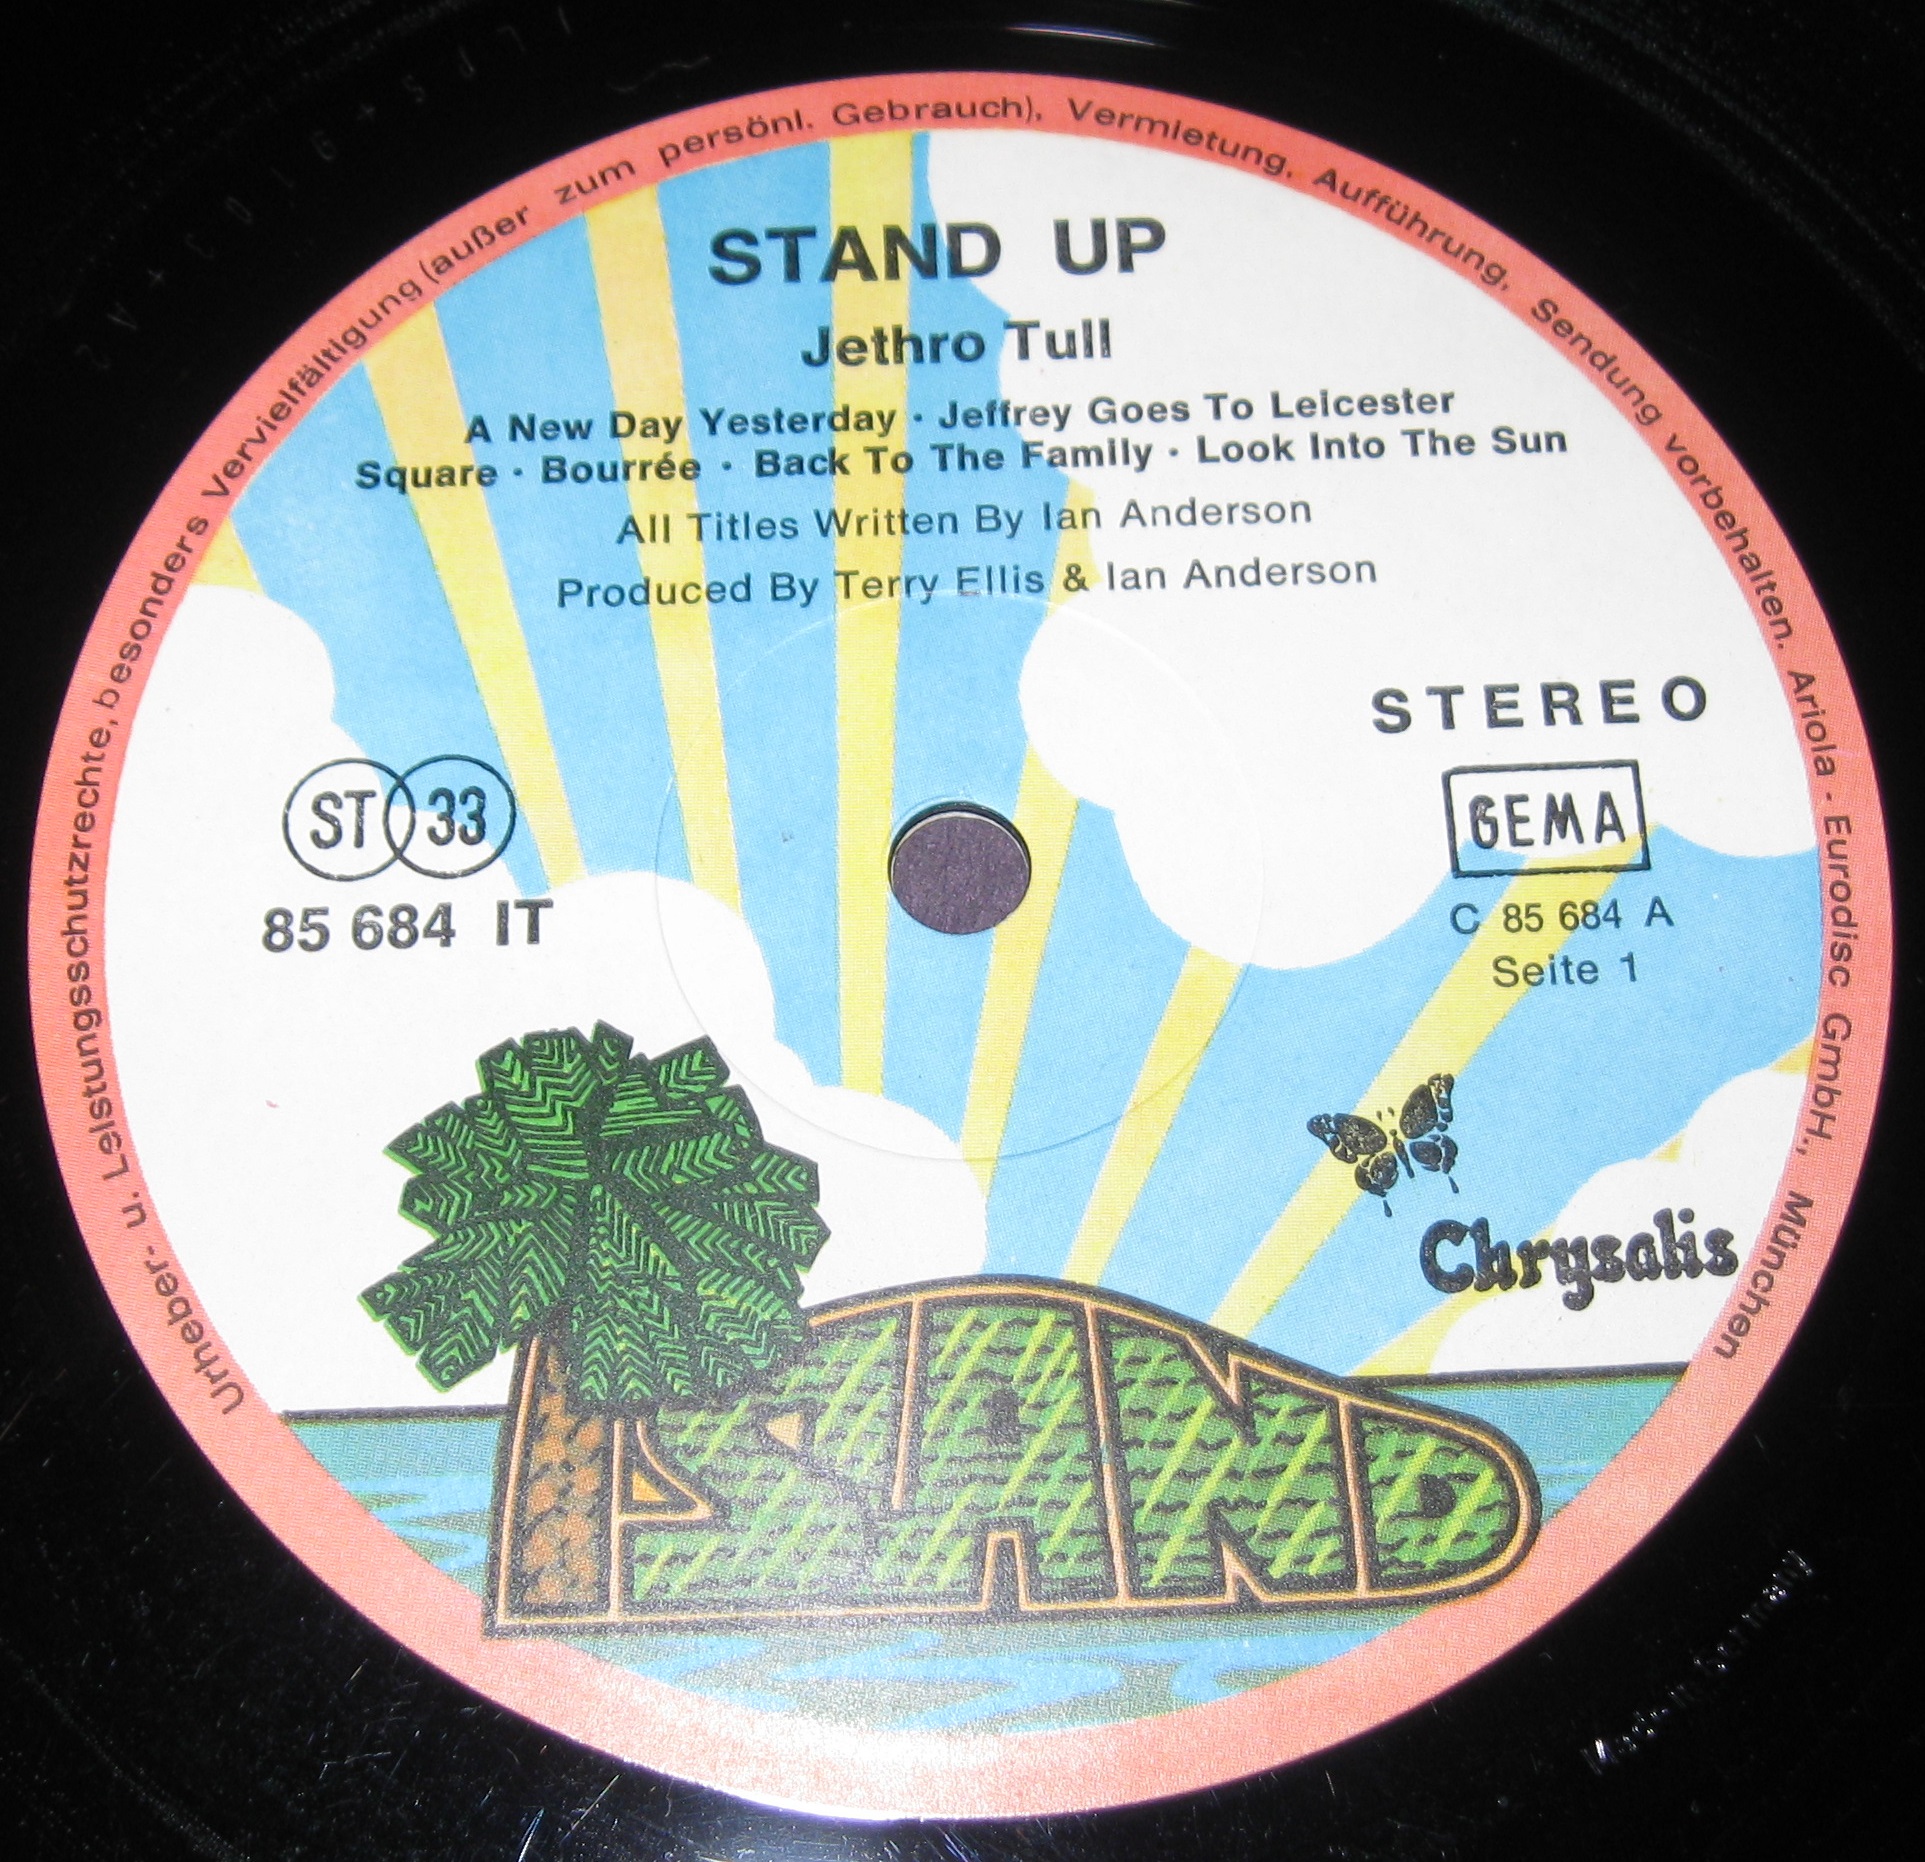 STAND UP
Jethro Tull
A New Day Yesterday · Jeffrey Goes To Leicester
Square · Bourrée · Back To The Family · Look Into The Sun
All Titles Written By Ian Anderson
Produced By Terry Ellis & Ian Anderson
STEREO
ST 33
GEMA
85 684 IT
C 85 684 A
Seite 1
Chrysalis
ISLAND
Urheber- u. Leistungsschutzrechte, besonders Vervielfältigung (außer zum persönl. Gebrauch), Vermietung, Aufführung, Sendung vorbehalten. Ariola · Eurodisc GmbH., München